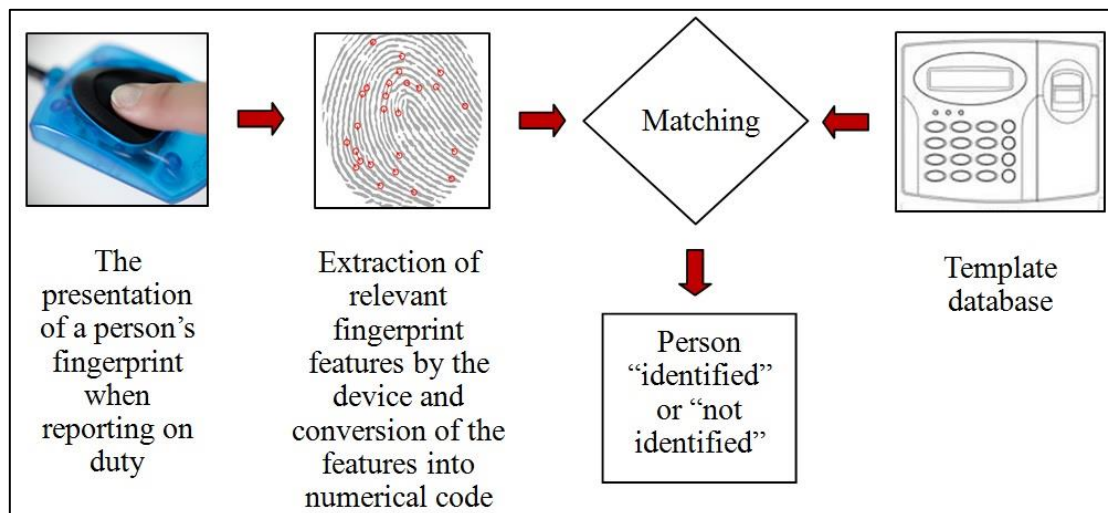 The
presentation
of a person’s
fingerprint
when
reporting on
duty
Extraction of
relevant
fingerprint
features by the
device and
conversion of the
features into
numerical code
Matching
Person
“identified”
or “not
identified”
Template
database